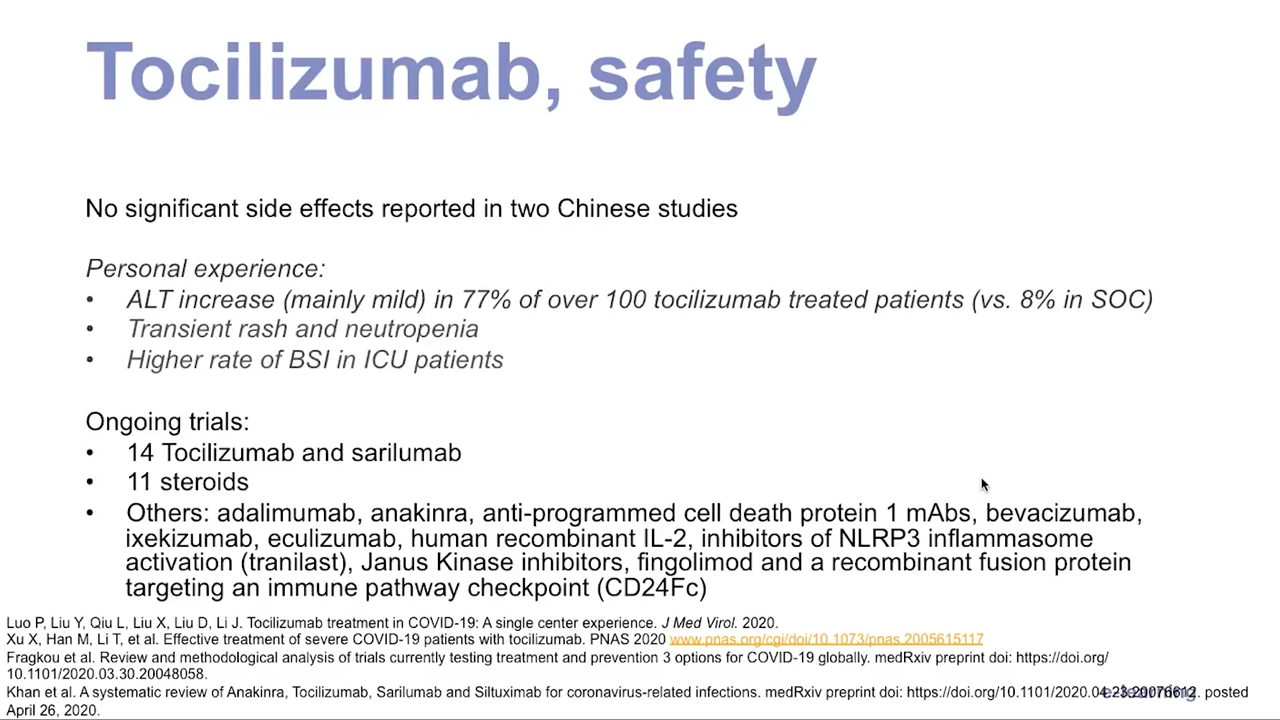 Tocilizumab, safety
No significant side effects reported in two Chinese studies
Personal experience:
• ALT increase (mainly mild) in 77% of over 100 tocilizumab treated patients (vs. 8% in SOC)
• Transient rash and neutropenia
• Higher rate of BSI in ICU patients
Ongoing trials:
• 14 Tocilizumab and sarilumab
• 11 steroids
• Others: adalimumab, anakinra, anti-programmed cell death protein 1 mAbs, bevacizumab,
ixekizumab, eculizumab, human recombinant IL-2, inhibitors of NLRP3 inflammasome
activation (tranilast), Janus Kinase inhibitors, fingolimod and a recombinant fusion protein
targeting an immune pathway checkpoint (CD24Fc)
Luo P, Liu Y, Qiu L, Liu X, Liu D, Li J. Tocilizumab treatment in COVID-19: A single center experience. J Med Virol. 2020.
Xu X, Han M, Li T, et al. Effective treatment of severe COVID-19 patients with tocilizumab. PNAS 2020 www.pnas.org/cgi/doi/10.1073/pnas.2005615117
Fragkou et al. Review and methodological analysis of trials currently testing treatment and prevention 3 options for COVID-19 globally. medRxiv preprint doi: https://doi.org/
10.1101/2020.03.30.20048058.
Khan et al. A systematic review of Anakinra, Tocilizumab, Sarilumab and Siltuximab for coronavirus-related infections. medRxiv preprint doi: https://doi.org/10.1101/2020.04.23.20076612. posted
April 26, 2020.
e-learning